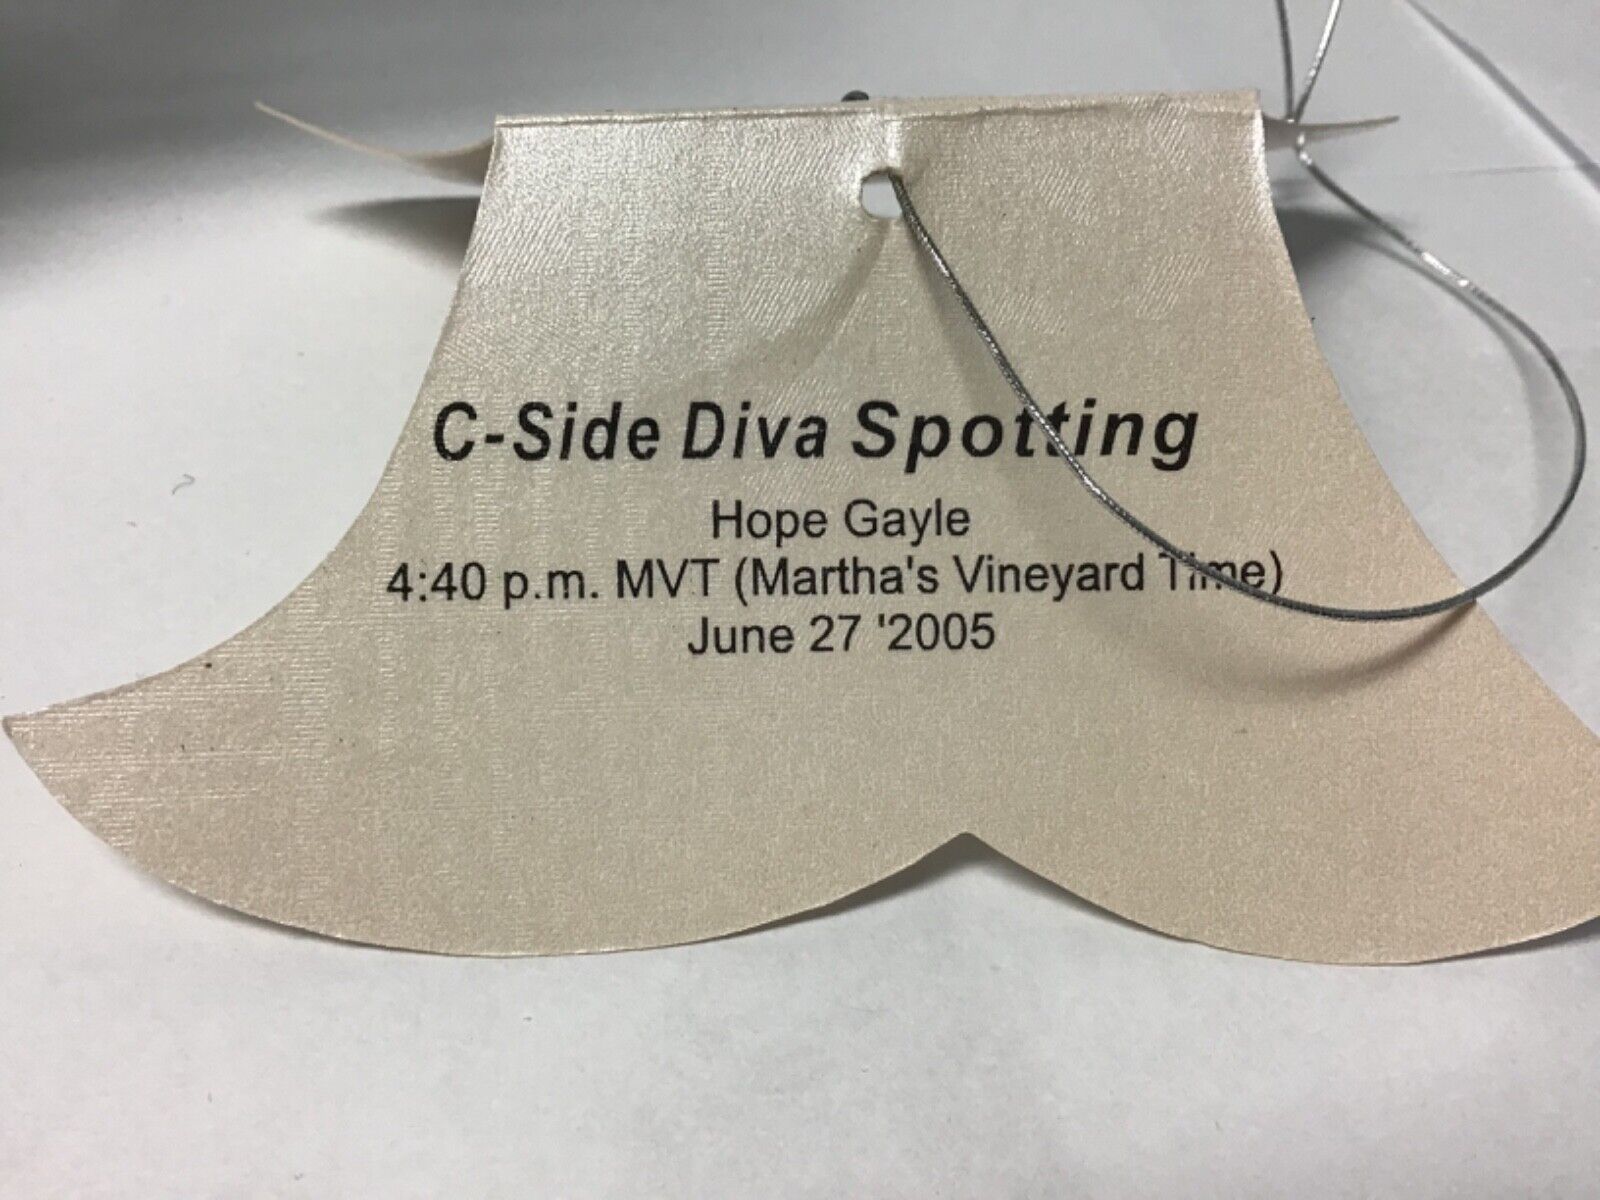 C-Side Diva Spotting
Hope Gayle
4:40 p.m. MVT (Martha's Vineyard Time)
June 27 '2005